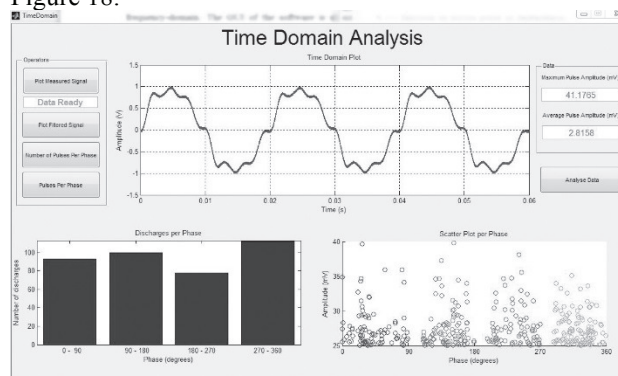 Figure 18.
TimeDomain
Time Domain Analysis
Operators
Plot Measured Signal
Data Ready
Plot Filtered Signal
Number of Pulses Per Phase
Pulses Per Phase
Time Domain Plot
Amplitude (V)
1.5
1
0.5
0
-0.5
-1
-1.5
0 0.01 0.02 0.03 0.04 0.05 0.06
Time (s)
Data
Maximum Pulse Amplitude (mV)
41.1765
Average Pulse Amplitude (mV)
2.8158
Analyse Data
Discharges per Phase
Number of discharges
100
80
60
40
20
0
0 - 90 90 - 180 180 - 270 270 - 360
Phase (degrees)
Scatter Plot per Phase
Amplitude (mV)
40
35
30
25
0 90 180 270 360
Phase (degrees)